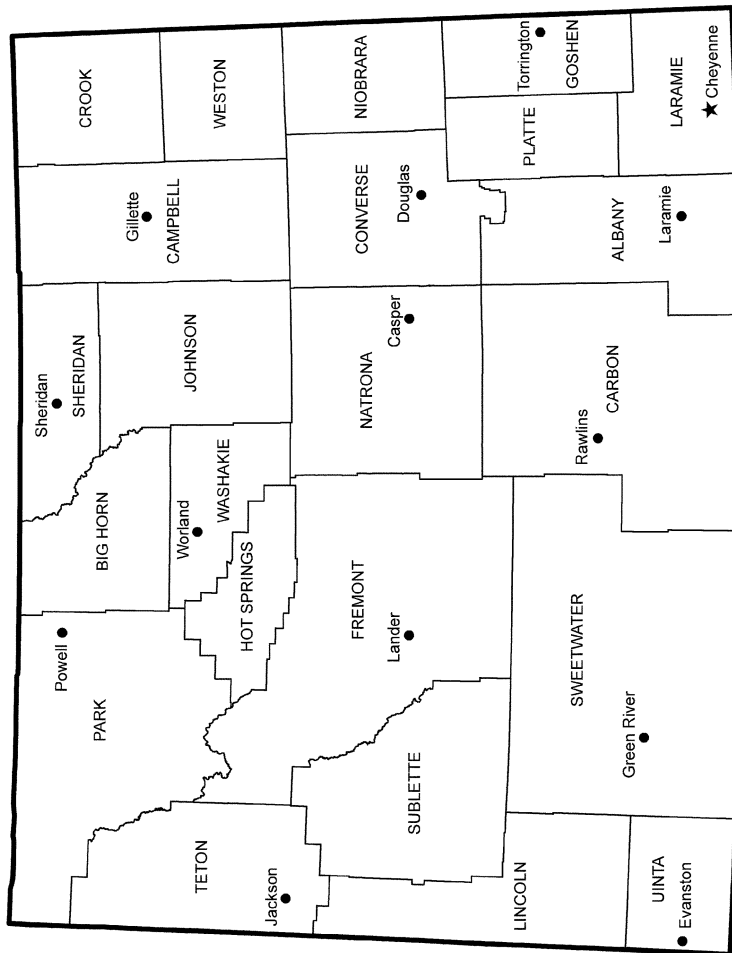 PARK
Powell
BIG HORN
Sheridan
SHERIDAN
Gillette
CAMPBELL
CROOK
TETON
Jackson
HOT SPRINGS
Worland
WASHAKIE
JOHNSON
WESTON
SUBLETTE
FREMONT
Lander
NATRONA
Casper
CONVERSE
Douglas
NIOBRARA
LINCOLN
UINTA
Evanston
SWEETWATER
Green River
CARBON
Rawlins
ALBANY
Laramie
PLATTE
Torrington
GOSHEN
LARAMIE
Cheyenne